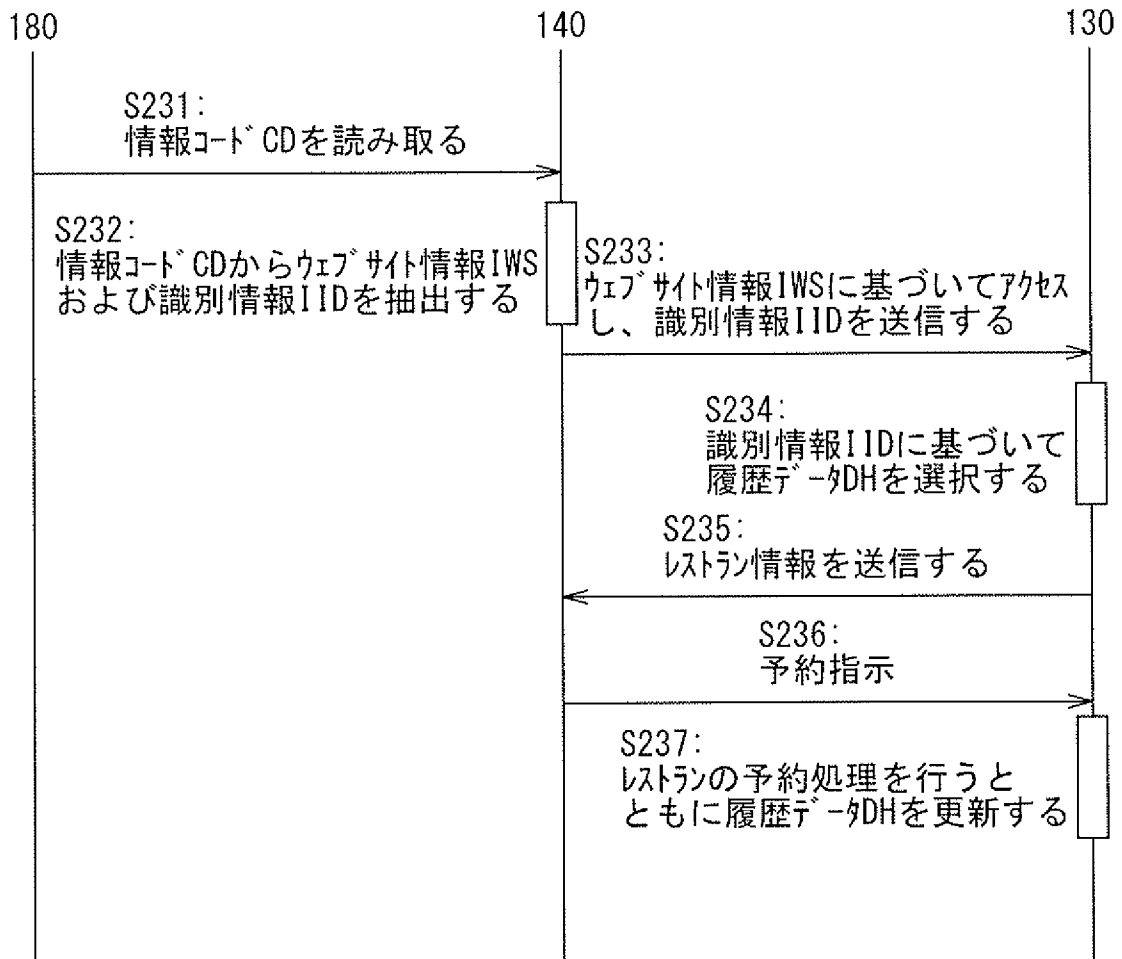 180
140
130
S231:
情報ｺｰﾄﾞCDを読み取る
S232:
情報ｺｰﾄﾞCDからｳｪﾌﾞｻｲﾄ情報IWS
および識別情報IIDを抽出する
S233:
ｳｪﾌﾞｻｲﾄ情報IWSに基づいてｱｸｾｽ
し、識別情報IIDを送信する
S234:
識別情報IIDに基づいて
履歴ﾃﾞｰﾀDHを選択する
S235:
ﾚｽﾄﾗﾝ情報を送信する
S236:
予約指示
S237:
ﾚｽﾄﾗﾝの予約処理を行うと
ともに履歴ﾃﾞｰﾀDHを更新する